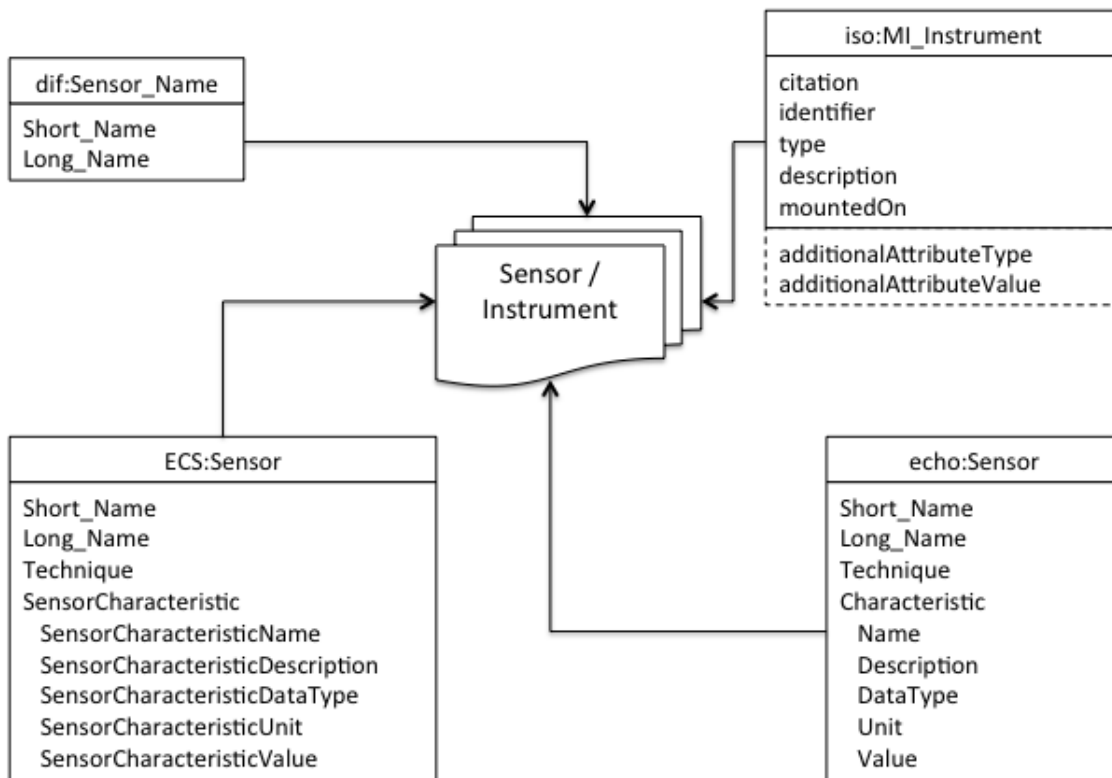 dif:Sensor_Name
Short_Name
Long_Name
iso:MI_Instrument
citation
identifier
type
description
mountedOn
additionalAttributeType
additionalAttributeValue
Sensor /
Instrument
ECS:Sensor
Short_Name
Long_Name
Technique
SensorCharacteristic
SensorCharacteristicName
SensorCharacteristicDescription
SensorCharacteristicDataType
SensorCharacteristicUnit
SensorCharacteristicValue
echo:Sensor
Short_Name
Long_Name
Technique
Characteristic
Name
Description
DataType
Unit
Value